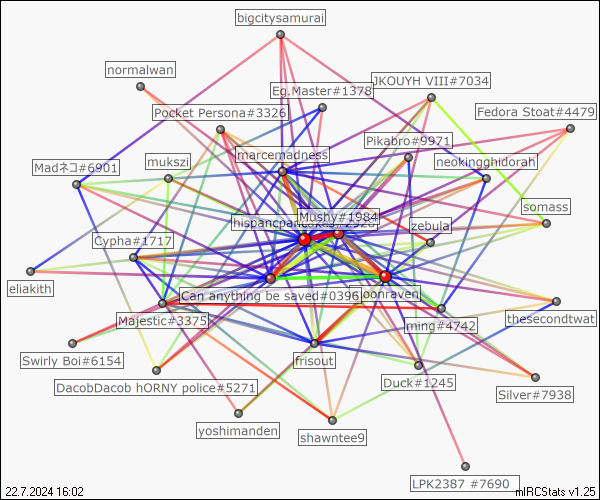 bigcitysamurai
normalwan
JKOUYH VIII#7034
Eg.Master#1378
Pocket Persona#3326
Fedora Stoat#4479
Pikabro#9971
marcemadness
Madネコ#6901
mukszi
neokingghidorah
somass
Mushy#1984
zebula
Cypha#1717
eliakith
Can anything be saved#0396
Majestic#3375
ming#4742
thesecondtwat
Swirly Boi#6154
frisout
DacobDacob hORNY police#5271
Duck#1245
Silver#7938
yoshimanden
shawntee9
LPK2387 #7690
22.7.2024 16:02
mIRCStats v1.25